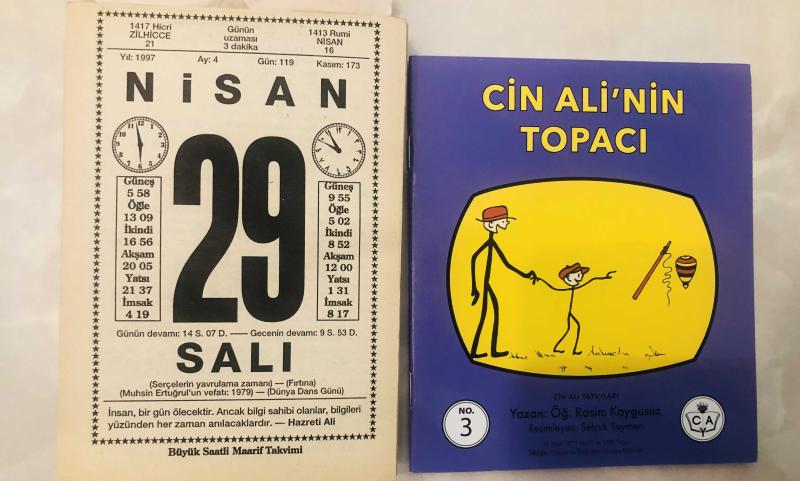 1417 Hicri
ZİLHİCCE
21
Günün
uzaması
3 dakika
1413 Rumi
NİSAN
16
Yıl: 1997 Ay: 4 Gün: 119 Kasım: 173
NİSAN
29
Güneş
5 58
Öğle
13 09
İkindi
16 56
Akşam
20 05
Yatsı
21 37
İmsak
4 19
Güneş
9 55
Öğle
5 02
İkindi
8 52
Akşam
12 00
Yatsı
1 31
İmsak
8 17
Günün devamı: 14 S. 07 D. — Gecenin devamı: 9 S. 53 D.
SALI
(Serçelerin yavrulama zamanı) — (Fırtına)
(Muhsin Ertuğrul'un vefatı: 1979) — (Dünya Dans Günü)
İnsan, bir gün ölecektir. Ancak bilgi sahibi olanlar, bilgileri
yüzünden her zaman anılacaklardır. — Hazreti Ali
Büyük Saatli Maarif Takvimi
CİN ALİ'NİN
TOPACI
CİN ALİ YAYINLARI
NO.
3
Yazan: Öğ. Rasim Kaygusuz
Resmleyen: Selçuk Seymen
C A
Y